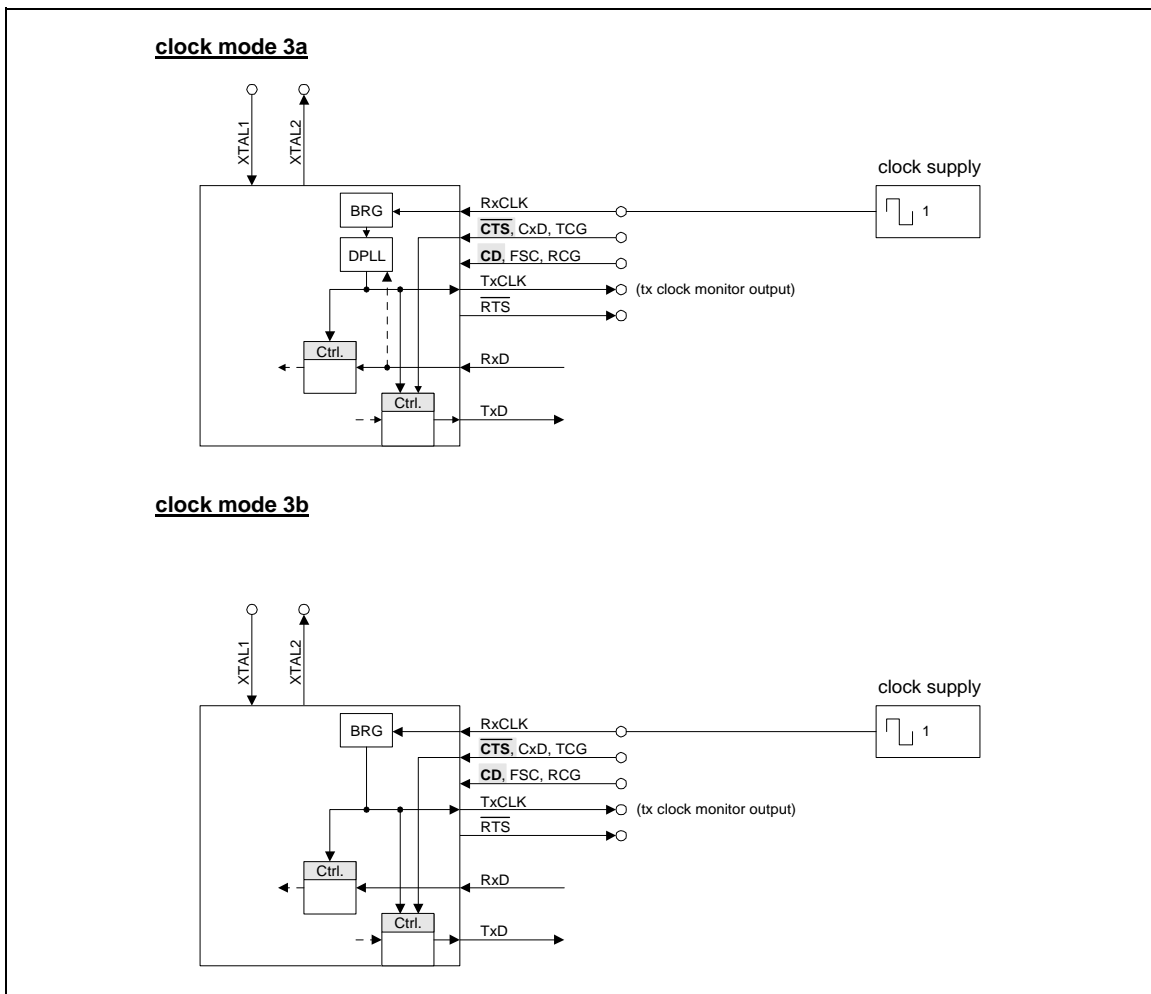 clock mode 3a
XTAL1
XTAL2
clock supply
RxCLK
1
BRG
CTS, CxD, TCG
DPLL
CD, FSC, RCG
TxCLK
(tx clock monitor output)
RTS
Ctrl.
RxD
Ctrl.
TxD
clock mode 3b
XTAL1
XTAL2
clock supply
RxCLK
1
BRG
CTS, CxD, TCG
CD, FSC, RCG
TxCLK
(tx clock monitor output)
RTS
Ctrl.
RxD
Ctrl.
TxD